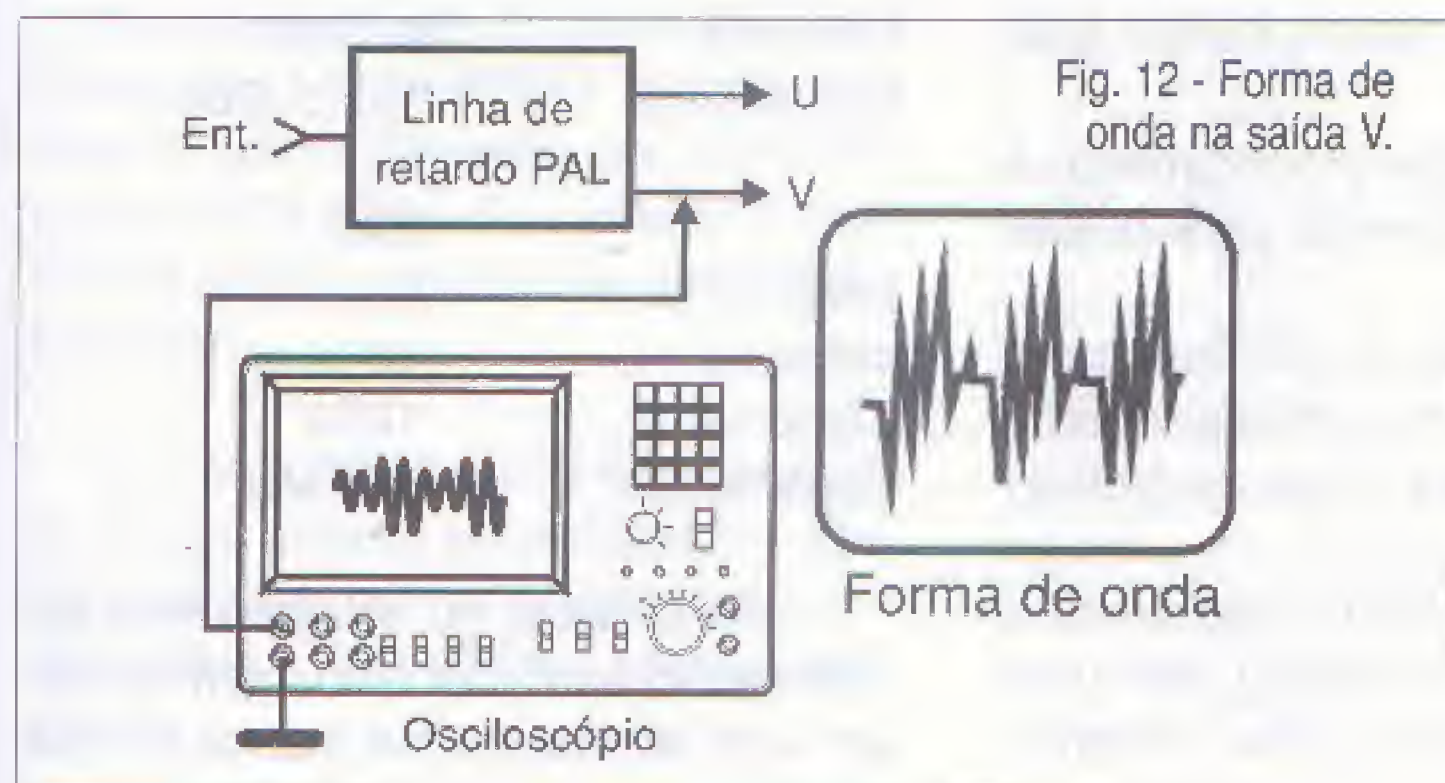 Fig. 12 - Forma de
onda na saída V.
Linha de
retardo PAL
Ent.
U
V
Forma de onda
Osciloscópio